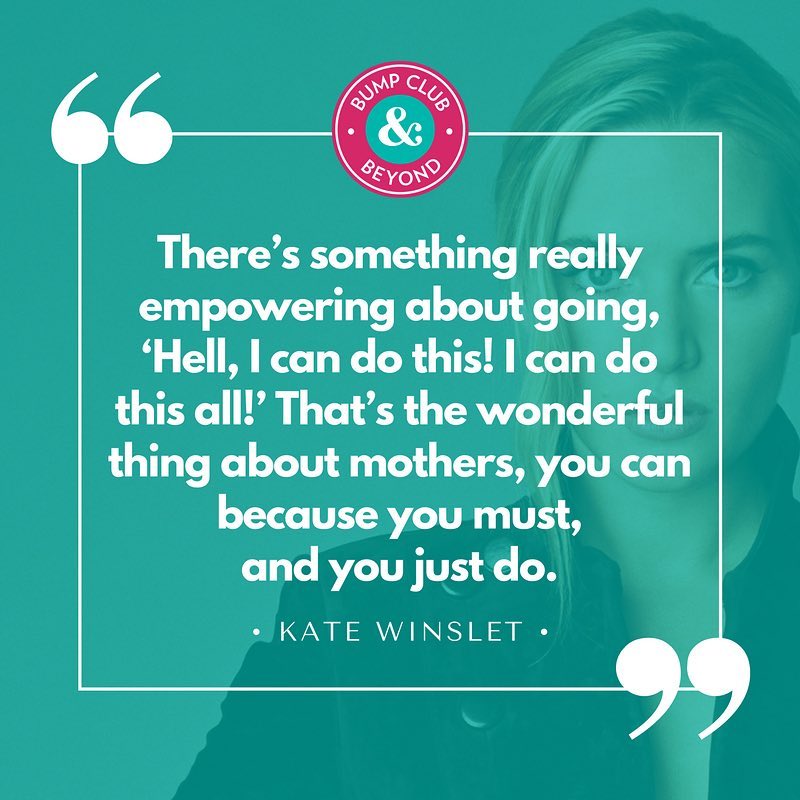 BUMP CLUB
&
BEYOND
“
There’s something really
empowering about going,
‘Hell, I can do this! I can do
this all!’ That’s the wonderful
thing about mothers, you can
because you must,
and you just do.
• KATE WINSLET •
”